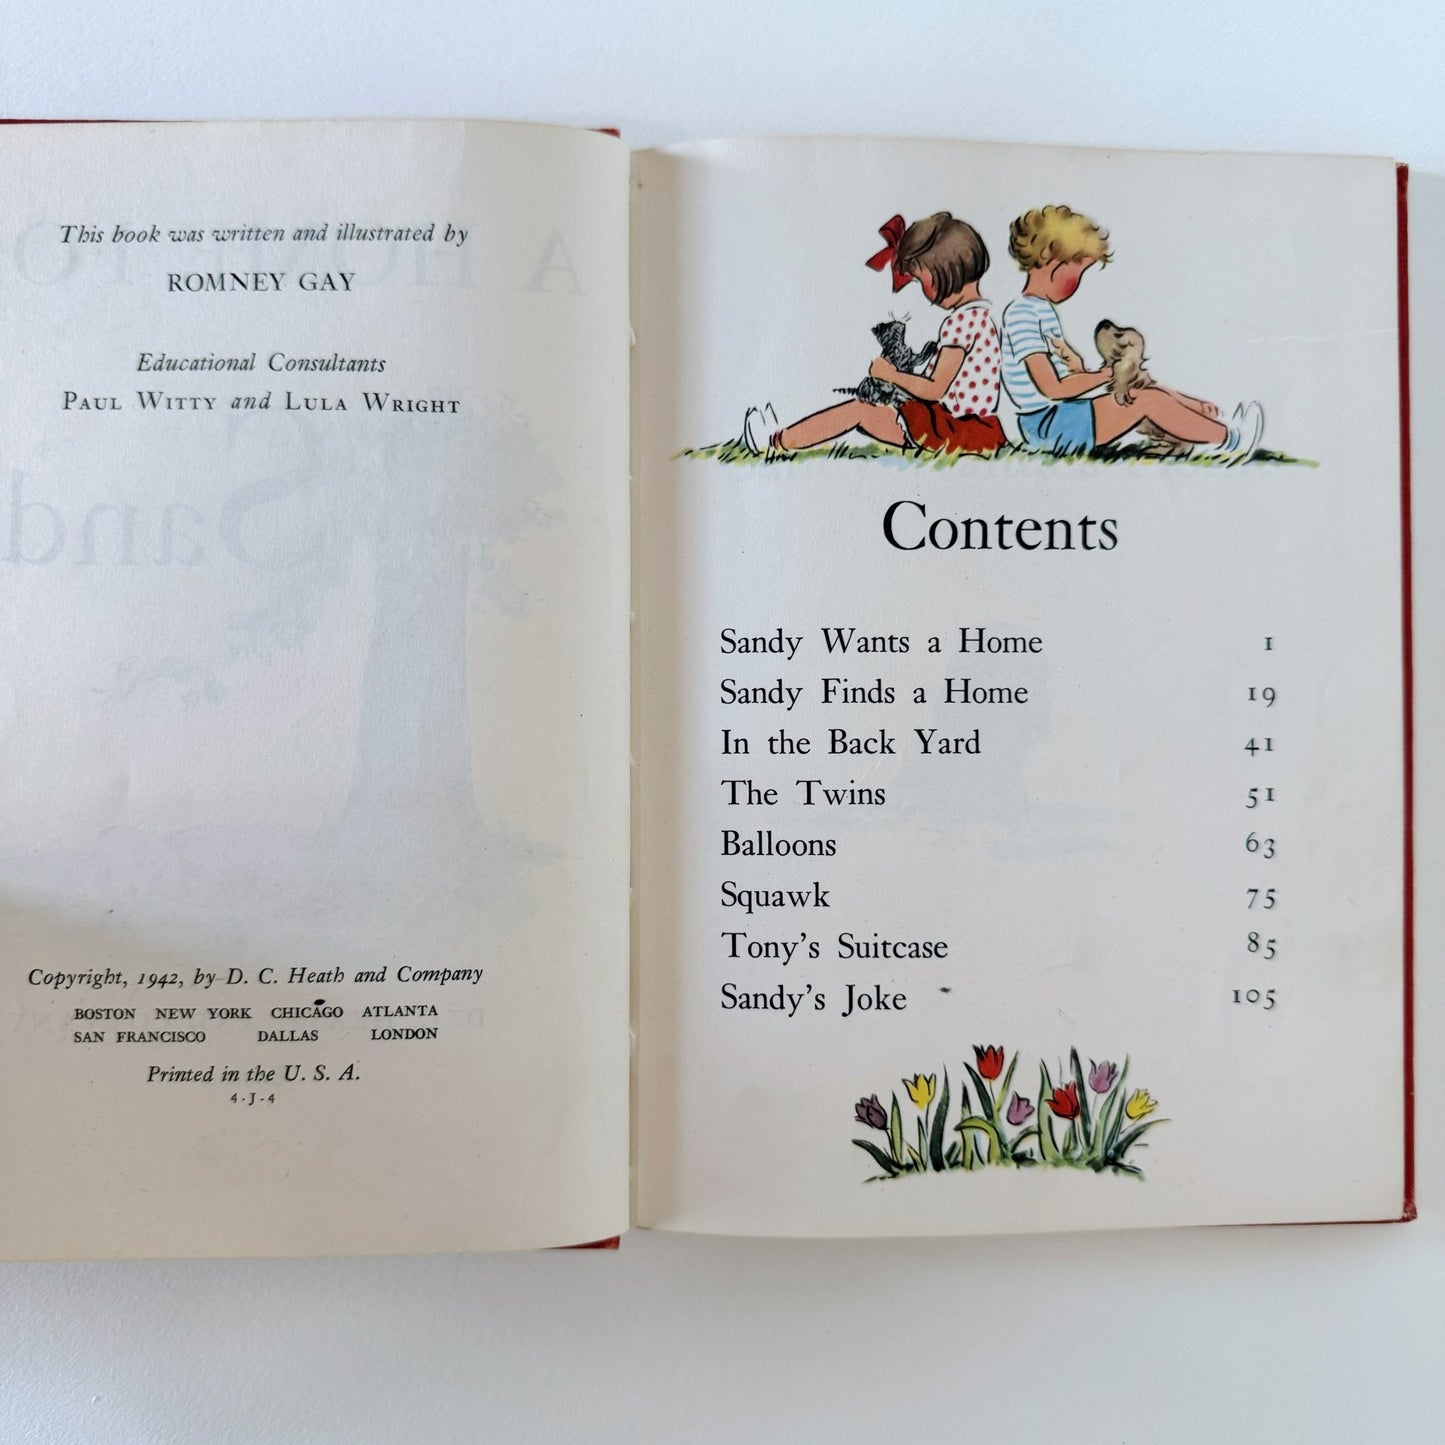 This book was written and illustrated by
ROMNEY GAY
Educational Consultants
PAUL WITTY and LULA WRIGHT
Copyright, 1942, by D. C. Heath and Company
BOSTON NEW YORK CHICAGO ATLANTA
SAN FRANCISCO DALLAS LONDON
Printed in the U. S. A.
4-J-4
Contents
Sandy Wants a Home 1
Sandy Finds a Home 19
In the Back Yard 41
The Twins 51
Balloons 63
Squawk 75
Tony's Suitcase 85
Sandy's Joke 105